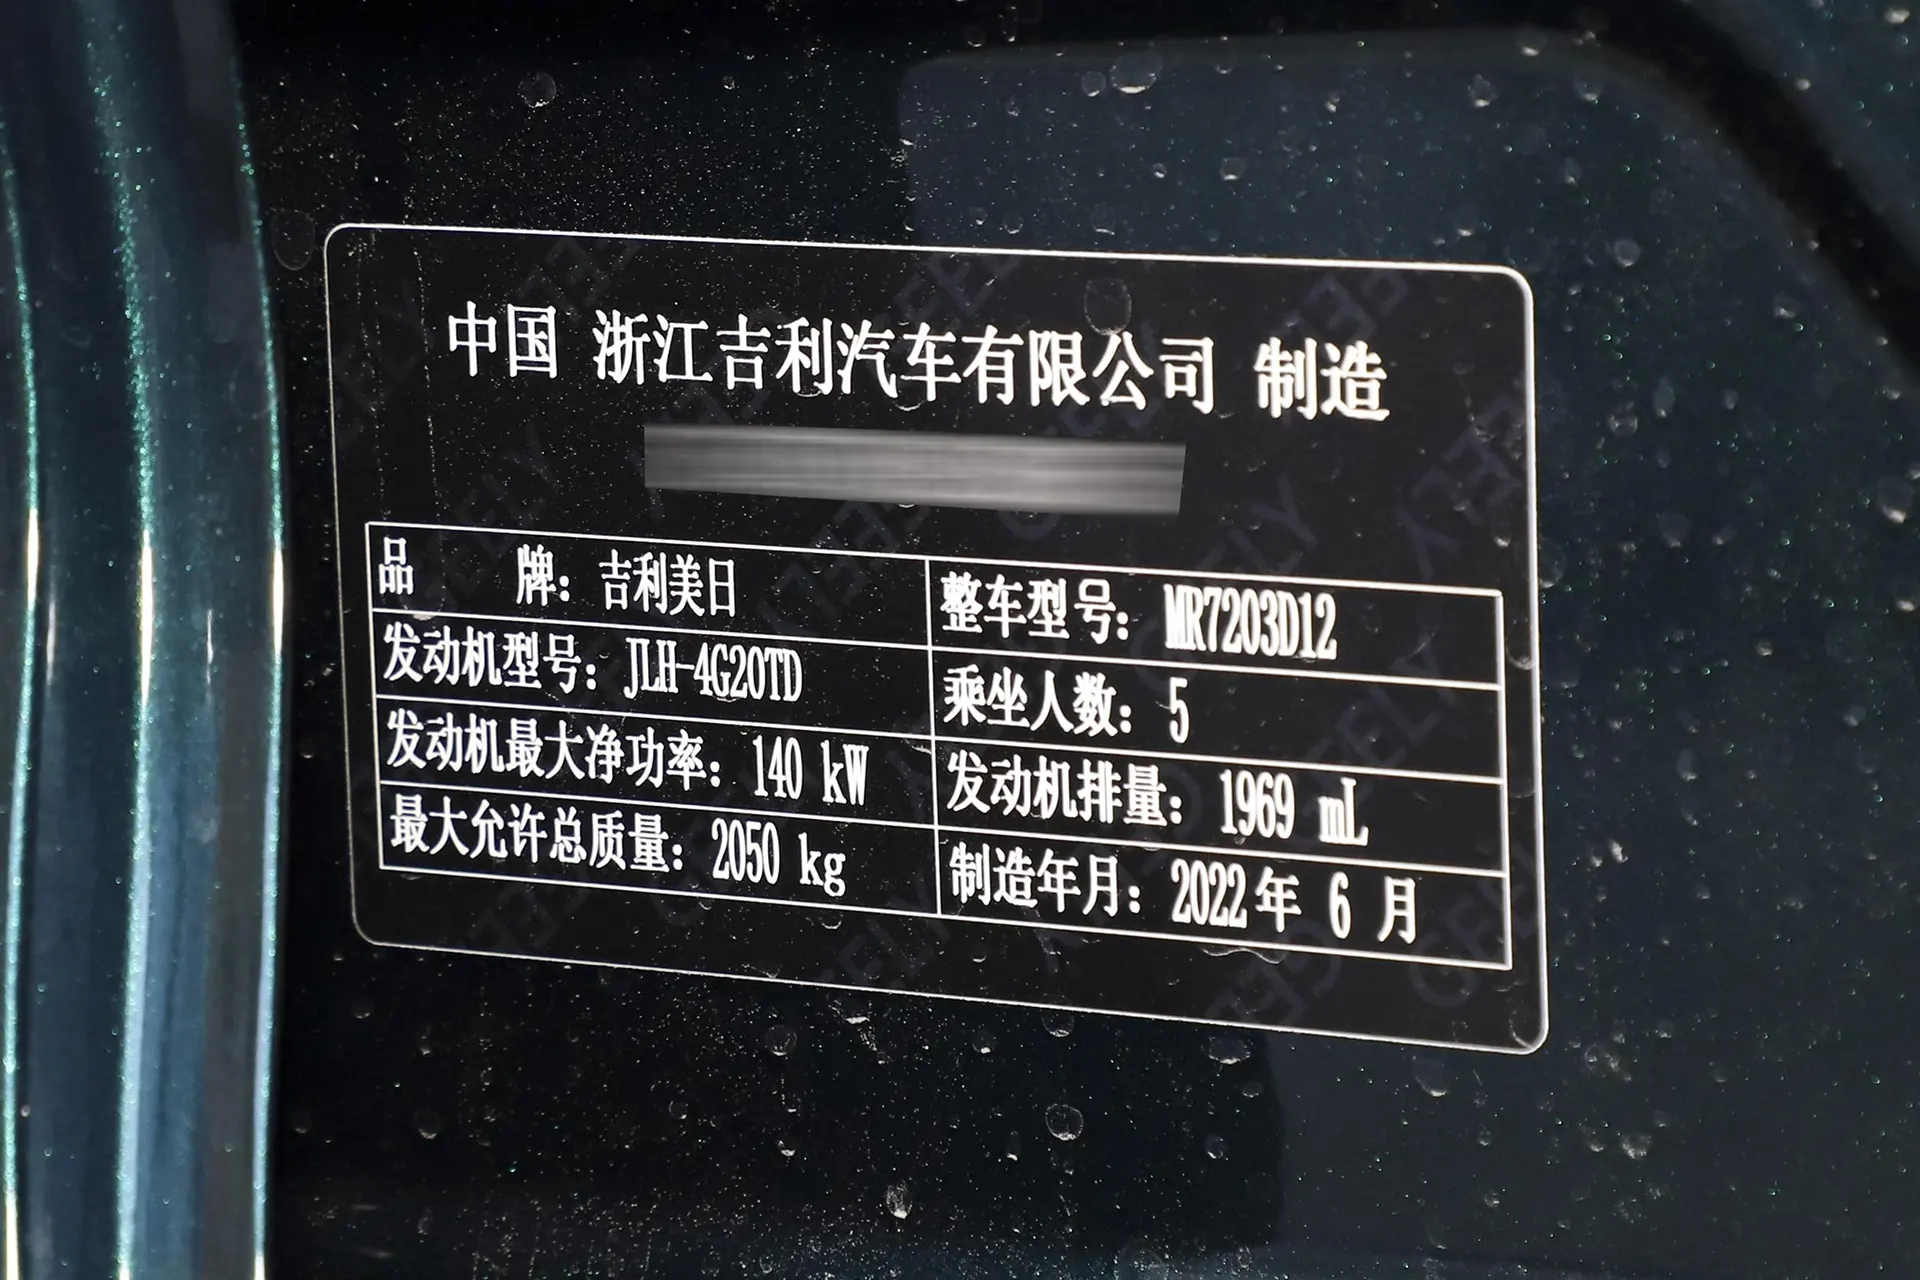 中国 浙江吉利汽车有限公司 制造
品 牌：吉利美日 整车型号：MR7203D12
发动机型号：JLH-4G20TD 乘坐人数：5
发动机最大净功率：140 kW 发动机排量：1969 mL
最大允许总质量：2050 kg 制造年月：2022年 6 月